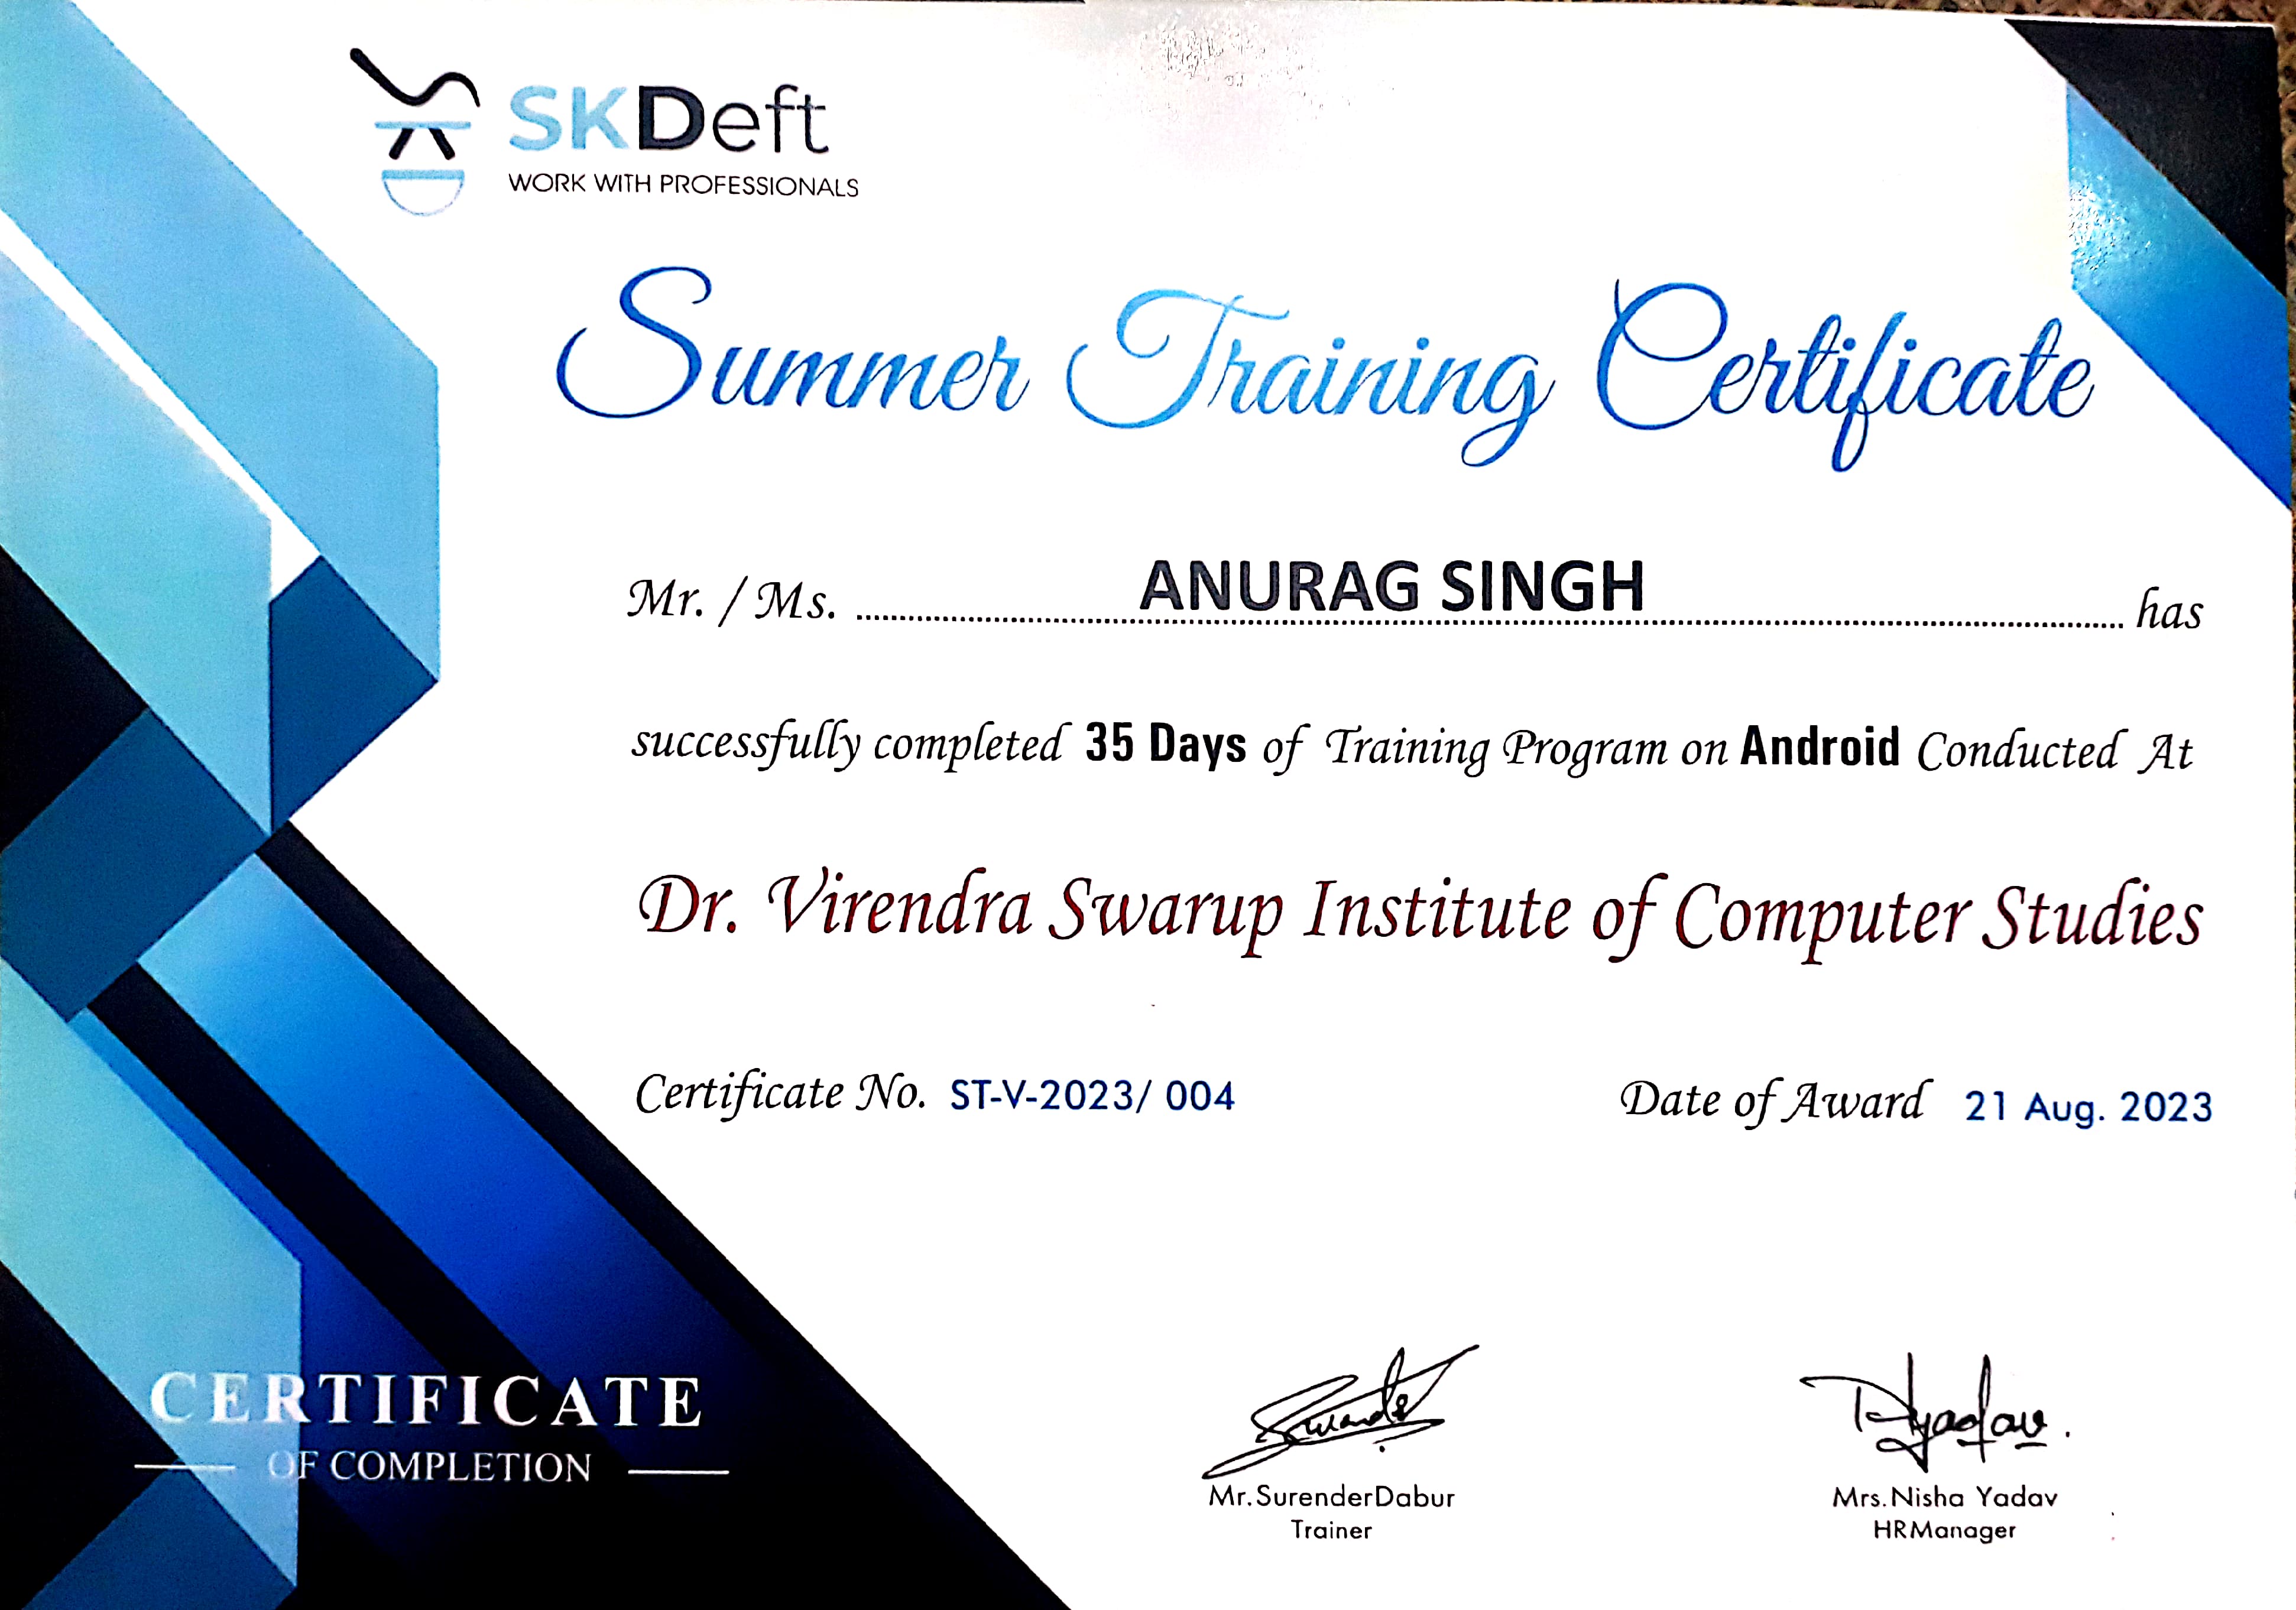 SKDeft
WORK WITH PROFESSIONALS
Summer Training Certificate
Mr. / Ms. ANURAG SINGH has
successfully completed 35 Days of Training Program on Android Conducted At
Dr. Virendra Swarup Institute of Computer Studies
Certificate No. ST-V-2023/ 004 Date of Award 21 Aug. 2023
CERTIFICATE
OF COMPLETION
Mr.SurenderDabur
Trainer
Mrs.Nisha Yadav
HRManager